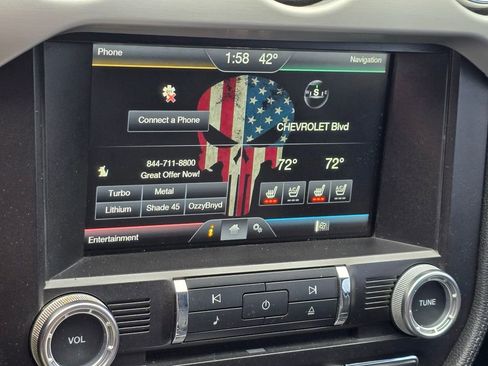 Phone
1:58 42°
Navigation
S
Connect a Phone
CHEVROLET Blvd
844-711-8800
Great Offer Now!
72° 72°
Turbo Metal
Lithium Shade 45 OzzyBnyd
Entertainment
i
VOL
TUNE